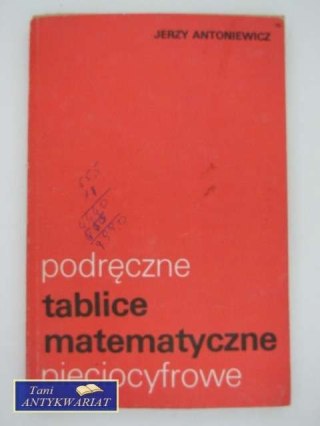 JERZY ANTONIEWICZ
podręczne
tablice
matematyczne
pięciocyfrowe
Tani
ANTYKWARIAT